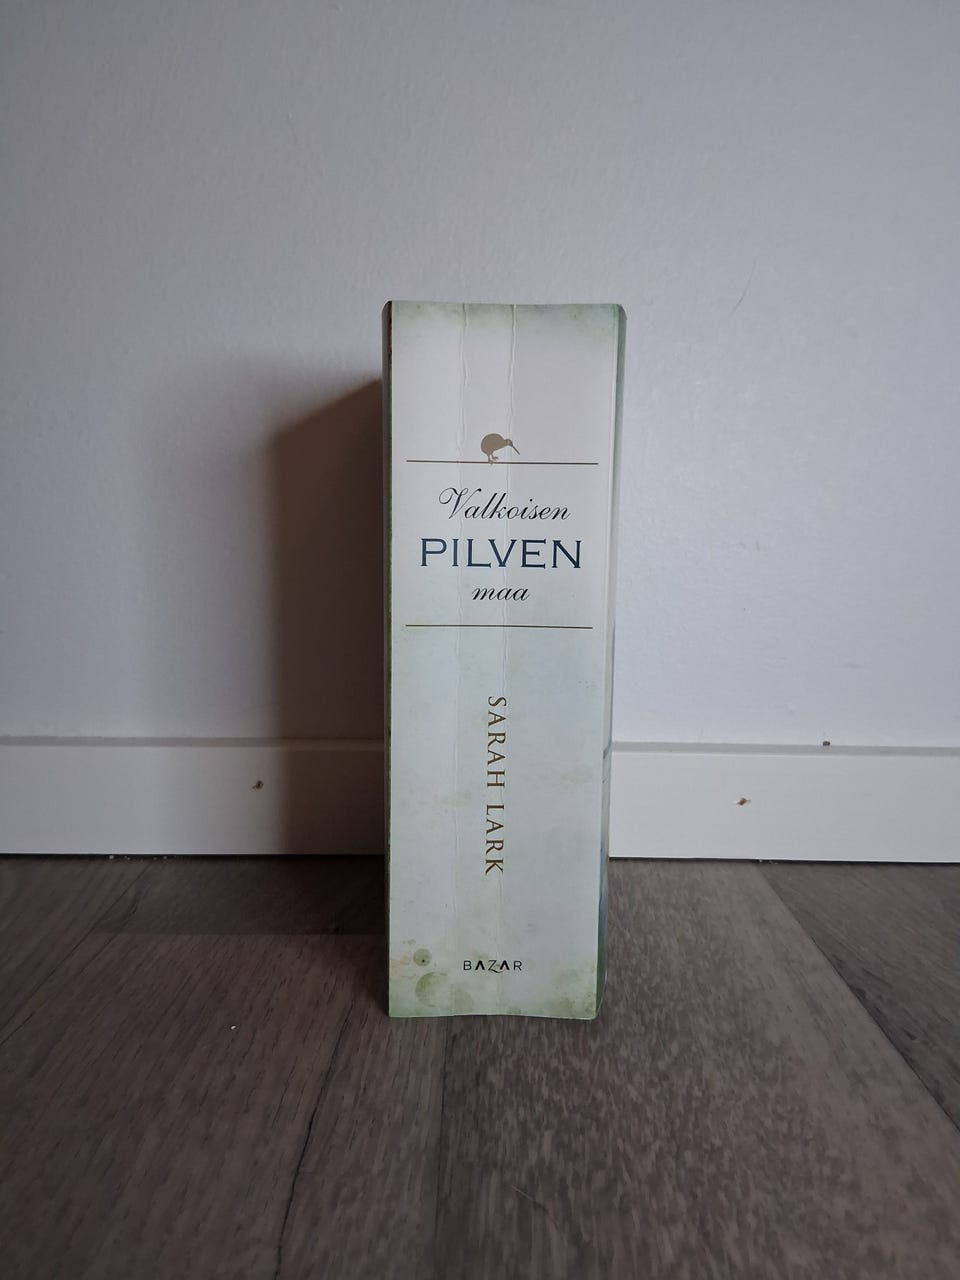 Valkoisen
PILVEN
maa
SARAH LARK
BAZAR